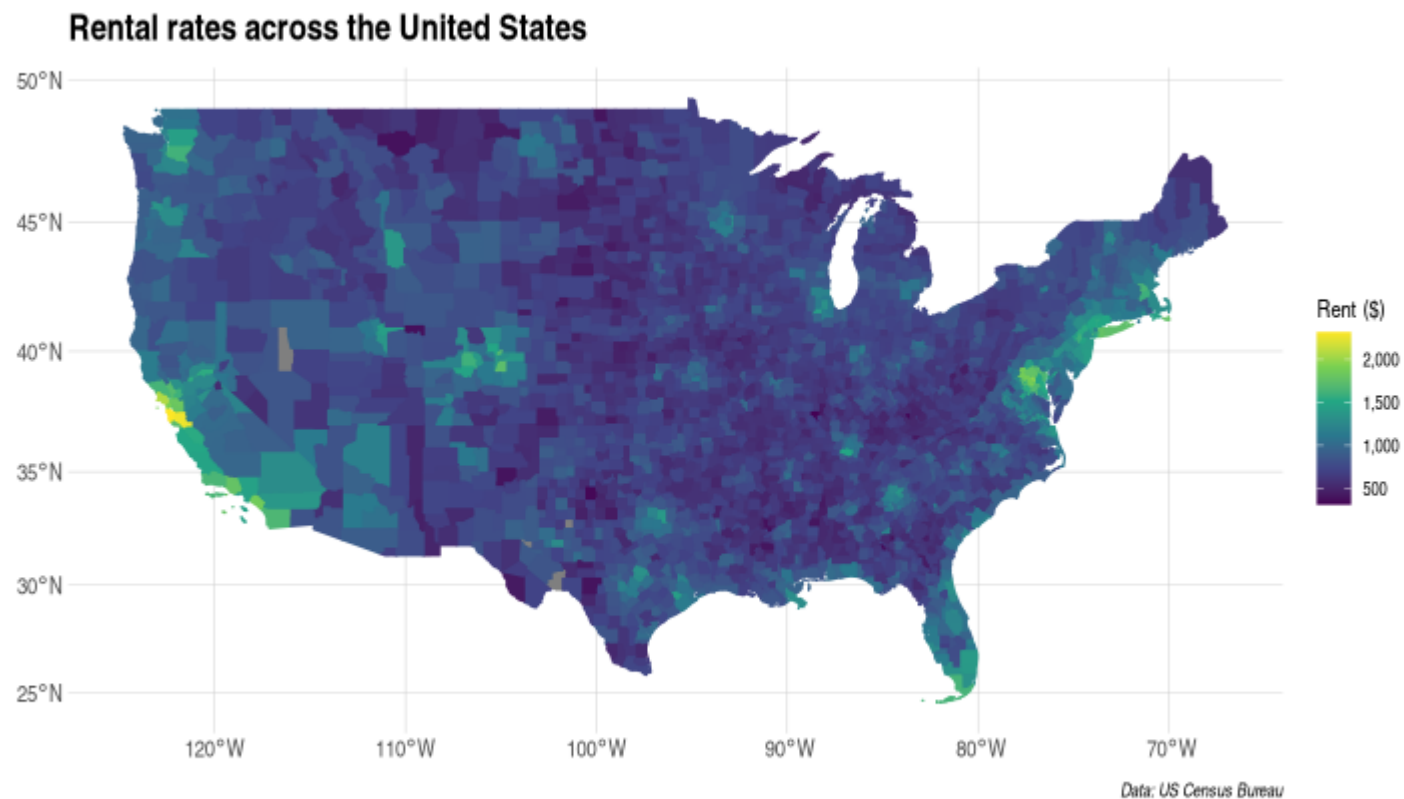 Rental rates across the United States
50°N
45°N
40°N
35°N
30°N
25°N
120°W 110°W 100°W 90°W 80°W 70°W
Rent ($)
2,000
1,500
1,000
500
Data: US Census Bureau